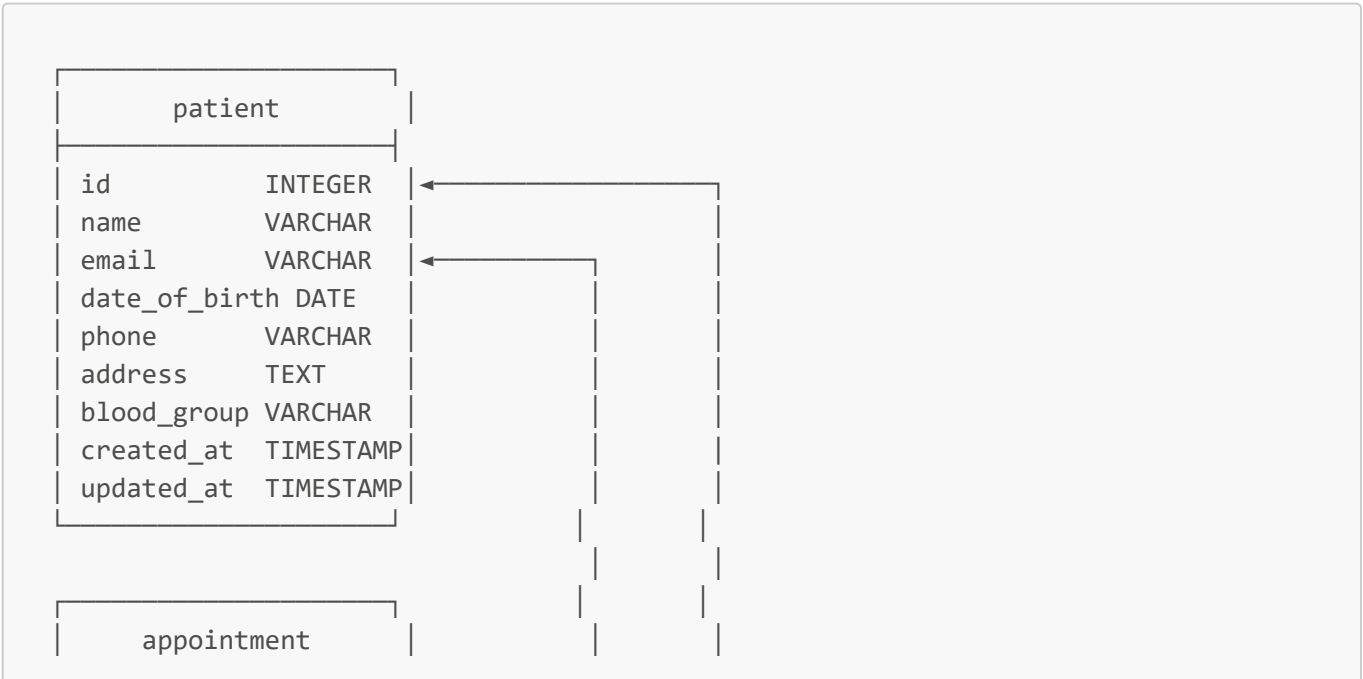 patient
id INTEGER
name VARCHAR
email VARCHAR
date_of_birth DATE
phone VARCHAR
address TEXT
blood_group VARCHAR
created_at TIMESTAMP
updated_at TIMESTAMP
appointment